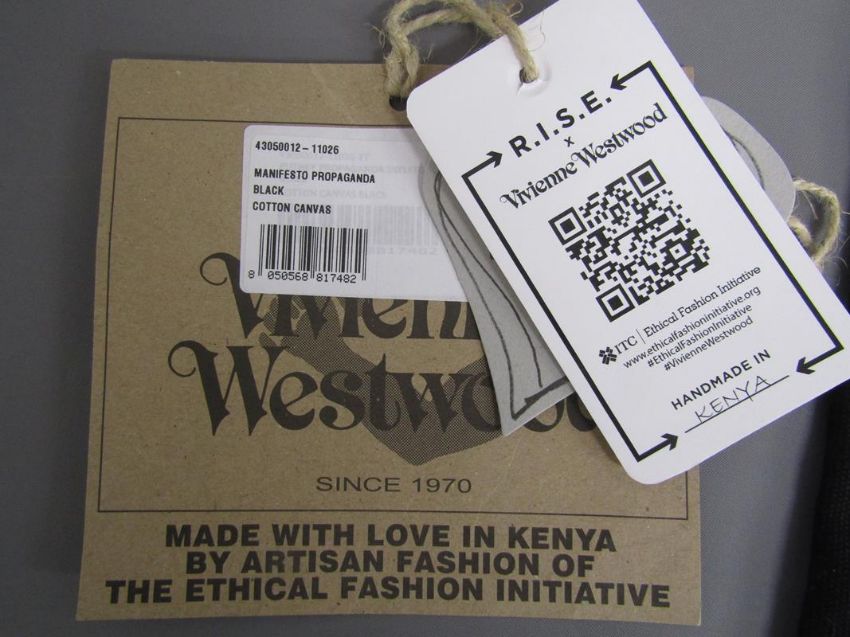 43050012-11026
MANIFESTO PROPAGANDA
BLACK
COTTON CANVAS
8 050568 817482
Vivienne
Westwood
SINCE 1970
MADE WITH LOVE IN KENYA
BY ARTISAN FASHION OF
THE ETHICAL FASHION INITIATIVE
R.I.S.E.
x
Vivienne Westwood
ITC | Ethical Fashion Initiative
www.ethicalfashioninitiative.org
#EthicalFashionInitiative
#VivienneWestwood
HANDMADE IN
KENYA